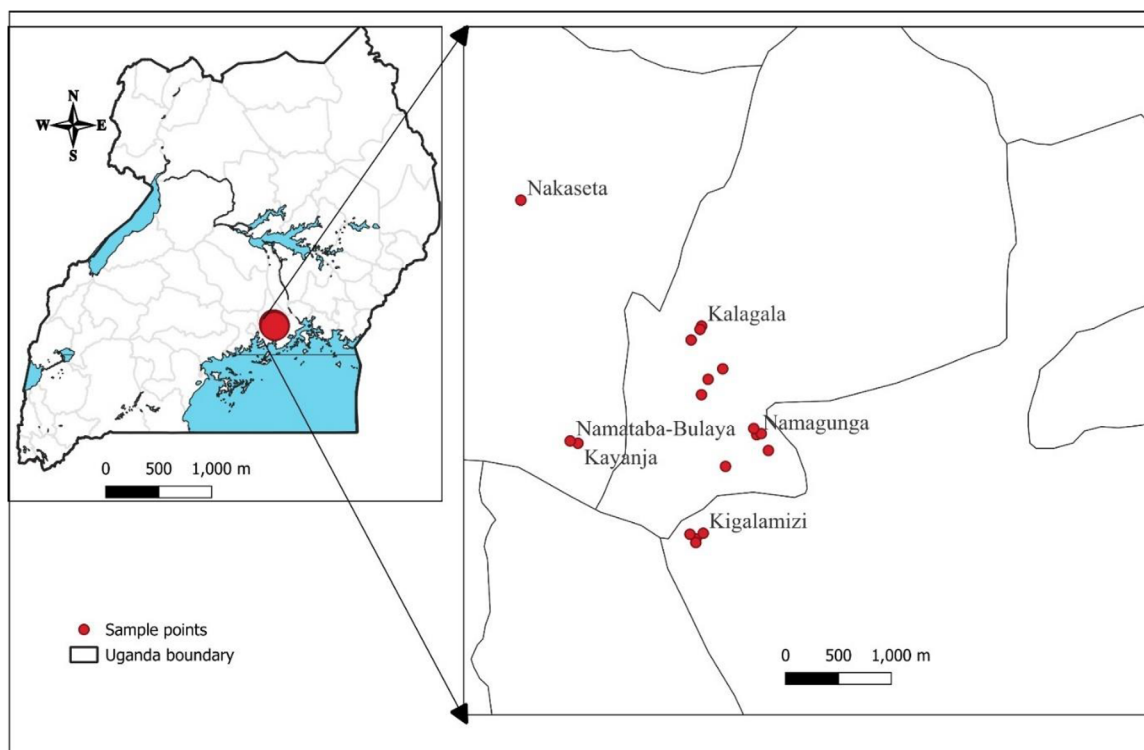 N
W E
S
0 500 1,000 m
Sample points
Uganda boundary
Nakaseta
Kalagala
Namataba-Bulaya
Kayanja
Namagunga
Kigalamizi
0 500 1,000 m